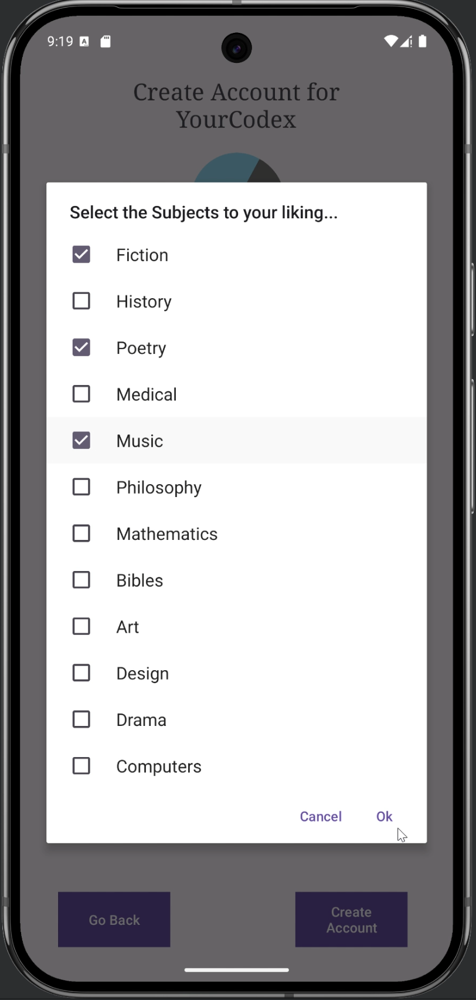 9:19
Create Account for
YourCodex
Select the Subjects to your liking...
Fiction
History
Poetry
Medical
Music
Philosophy
Mathematics
Bibles
Art
Design
Drama
Computers
Cancel Ok
Go Back
Create
Account